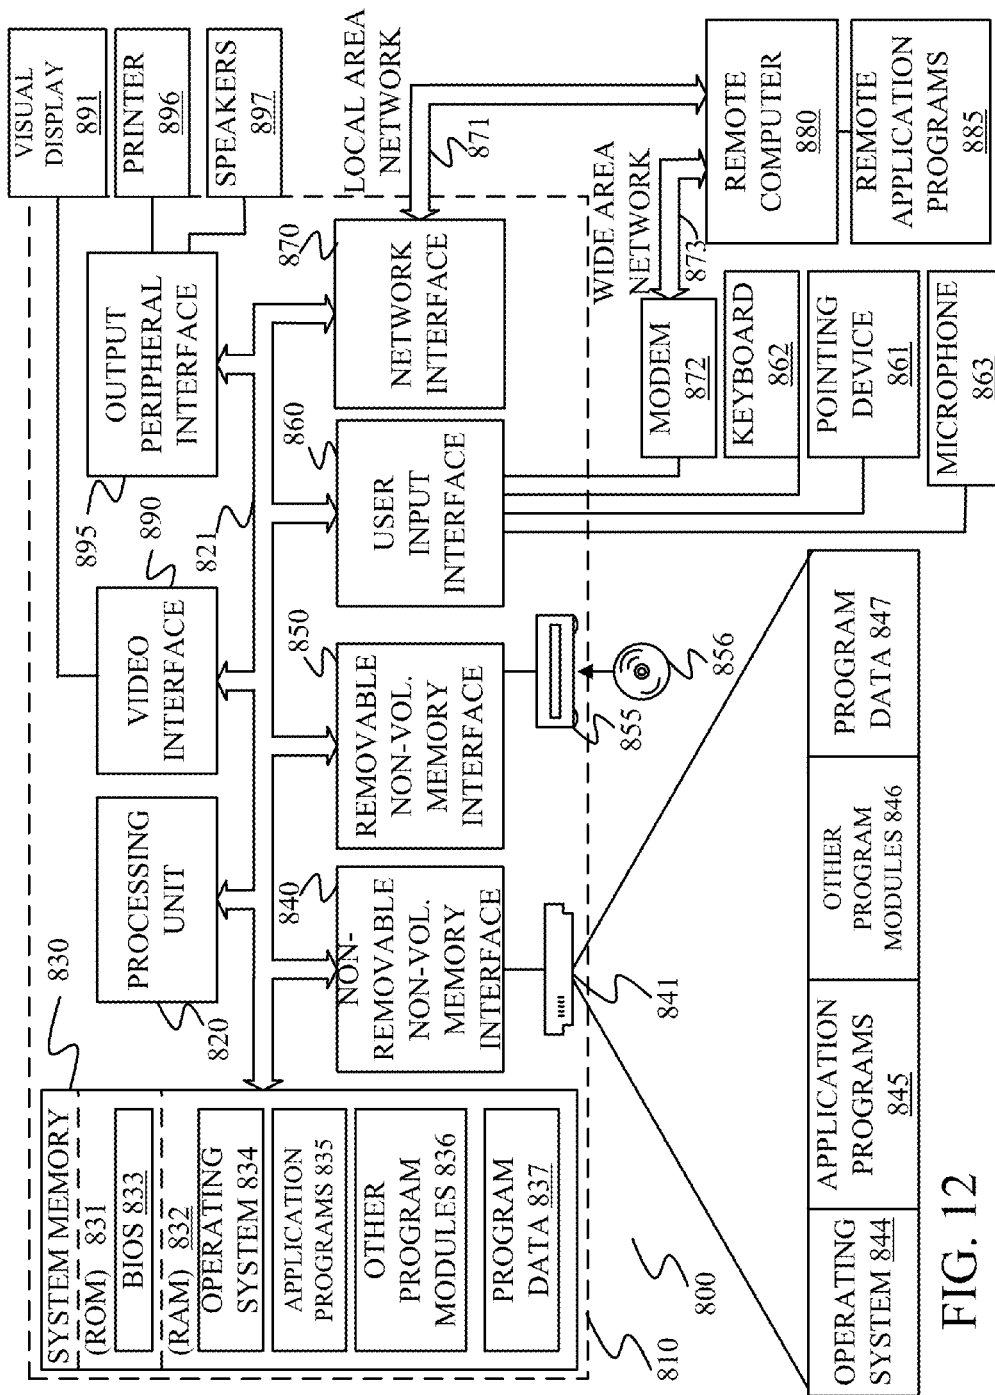 SYSTEM MEMORY
(ROM) 831
BIOS 833
(RAM) 832
OPERATING
SYSTEM 834
APPLICATION
PROGRAMS 835
OTHER
PROGRAM
MODULES 836
PROGRAM
DATA 837
830
820
PROCESSING
UNIT
VIDEO
INTERFACE
890
895
OUTPUT
PERIPHERAL
INTERFACE
821
VISUAL
DISPLAY
891
PRINTER
896
SPEAKERS
897
840
NON-
REMOVABLE
NON-VOL.
MEMORY
INTERFACE
850
REMOVABLE
NON-VOL.
MEMORY
INTERFACE
860
USER
INPUT
INTERFACE
870
NETWORK
INTERFACE
LOCAL AREA
NETWORK
871
810
800
841
855
856
WIDE AREA
NETWORK
873
MODEM
872
KEYBOARD
862
POINTING
DEVICE
861
MICROPHONE
863
REMOTE
COMPUTER
880
REMOTE
APPLICATION
PROGRAMS
885
OPERATING
SYSTEM 844
APPLICATION
PROGRAMS
845
OTHER
PROGRAM
MODULES 846
PROGRAM
DATA 847
FIG. 12